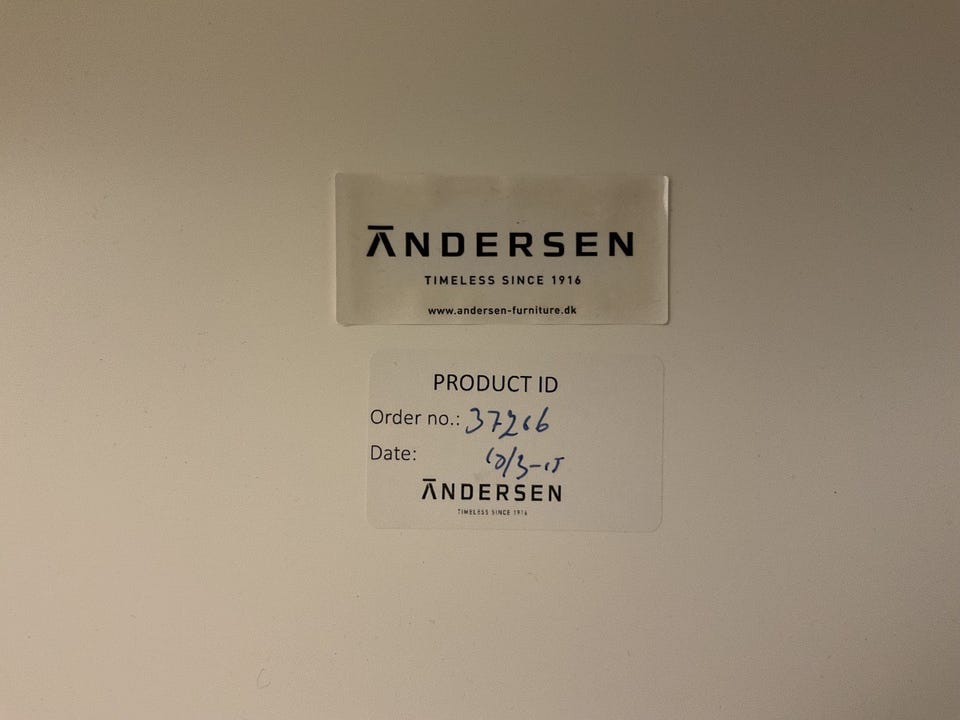 ĀNDERSEN
TIMELESS SINCE 1916
www.andersen-furniture.dk
PRODUCT ID
Order no.: 37266
Date: 10/3-15
ĀNDERSEN
TIMELESS SINCE 1916